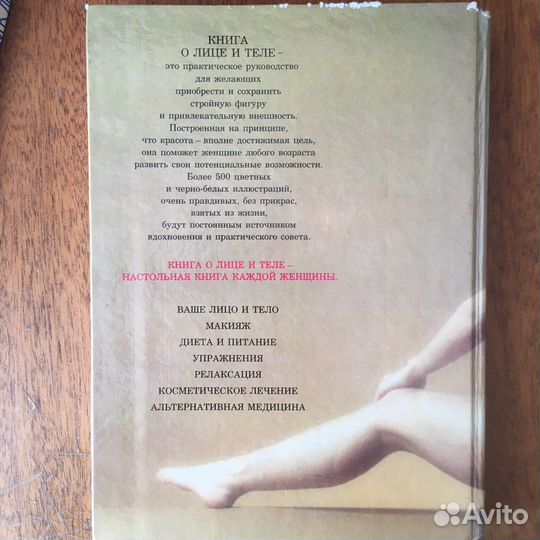 КНИГА
О ЛИЦЕ И ТЕЛЕ –
это практическое руководство
для желающих
приобрести и сохранить
стройную фигуру
и привлекательную внешность.
Построенная на принципе,
что красота – вполне достижимая цель,
она поможет женщине любого возраста
развить свои потенциальные возможности.
Более 500 цветных
и черно-белых иллюстраций,
очень правдивых, без прикрас,
взятых из жизни,
будут постоянным источником
вдохновения и практического совета.
КНИГА О ЛИЦЕ И ТЕЛЕ –
НАСТОЛЬНАЯ КНИГА КАЖДОЙ ЖЕНЩИНЫ.
ВАШЕ ЛИЦО И ТЕЛО
МАКИЯЖ
ДИЕТА И ПИТАНИЕ
УПРАЖНЕНИЯ
РЕЛАКСАЦИЯ
КОСМЕТИЧЕСКОЕ ЛЕЧЕНИЕ
АЛЬТЕРНАТИВНАЯ МЕДИЦИНА
Avito